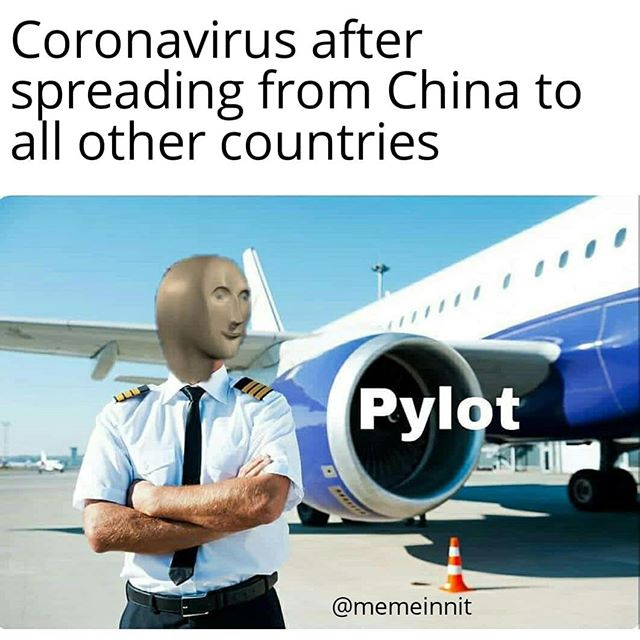 Coronavirus after
spreading from China to
all other countries
Pylot
@memeinnit